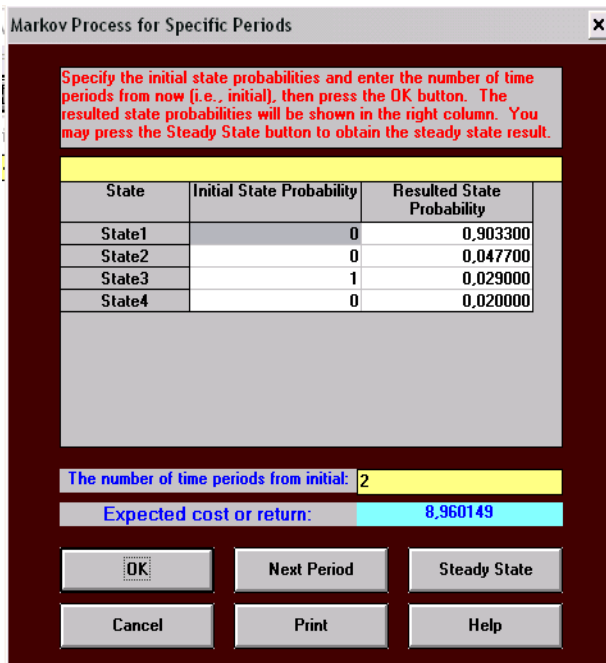 Markov Process for Specific Periods
Specify the initial state probabilities and enter the number of time
periods from now (i.e., initial), then press the OK button. The
resulted state probabilities will be shown in the right column. You
may press the Steady State button to obtain the steady state result.
State Initial State Probability Resulted State
Probability
State1 0 0,903300
State2 0 0,047700
State3 1 0,029000
State4 0 0,020000
The number of time periods from initial: 2
Expected cost or return: 8,960149
OK Next Period Steady State
Cancel Print Help